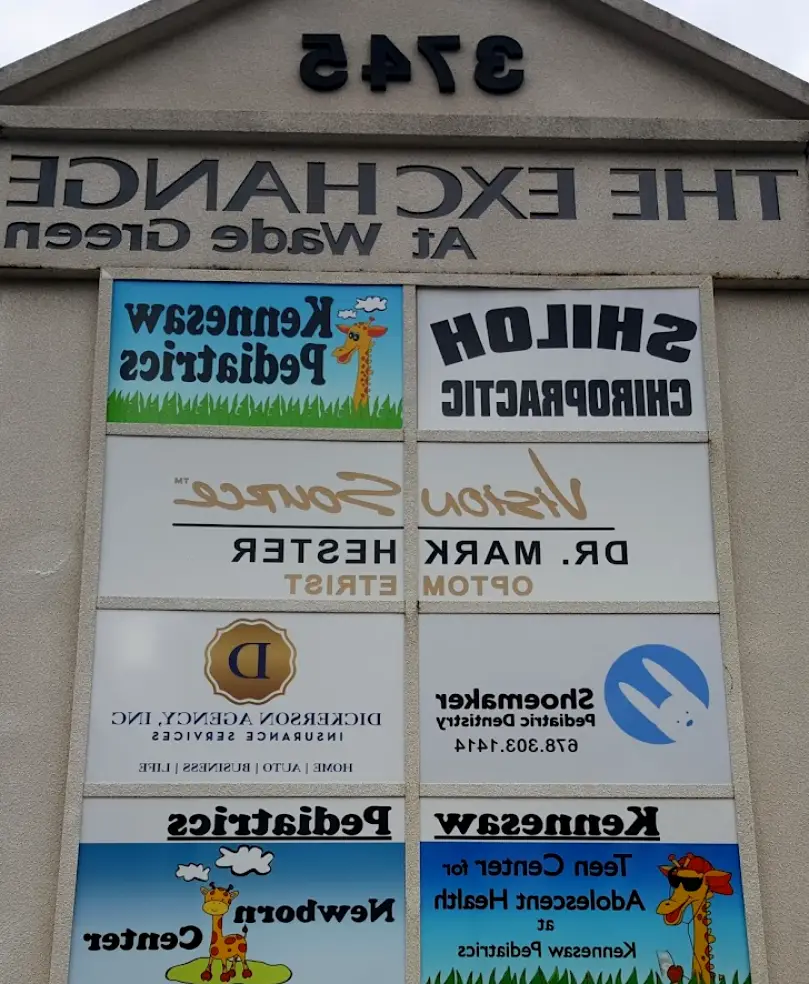 3745
THE EXCHANGE
At Wade Green
SHILOH
CHIROPRACTIC
Kennesaw
Pediatrics
Vision Source™
DR. MARK HESTER
OPTOMETRIST
Shoemaker
Pediatric Dentistry
678.303.1414
D
DICKERSON AGENCY, INC
INSURANCE SERVICES
HOME | AUTO | BUSINESS | LIFE
Kennesaw Pediatrics
Teen Center for
Adolescent Health
at
Kennesaw Pediatrics
Newborn
Center